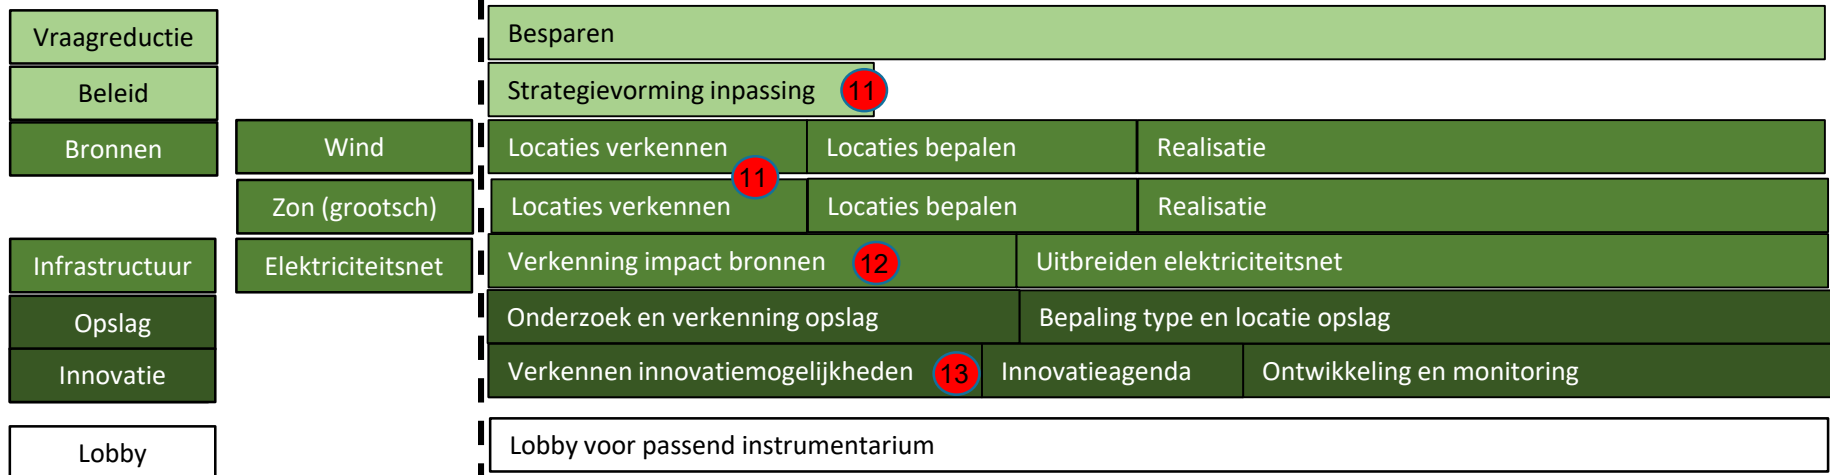 Vraagreductie
Besparen
Beleid
Strategievorming inpassing 11
Bronnen
Wind
Locaties verkennen
Locaties bepalen
Realisatie
11
Zon (grootsch)
Locaties verkennen
Locaties bepalen
Realisatie
Infrastructuur
Elektriciteitsnet
Verkenning impact bronnen 12
Uitbreiden elektriciteitsnet
Opslag
Onderzoek en verkenning opslag
Bepaling type en locatie opslag
Innovatie
Verkennen innovatiemogelijkheden 13
Innovatieagenda
Ontwikkeling en monitoring
Lobby
Lobby voor passend instrumentarium